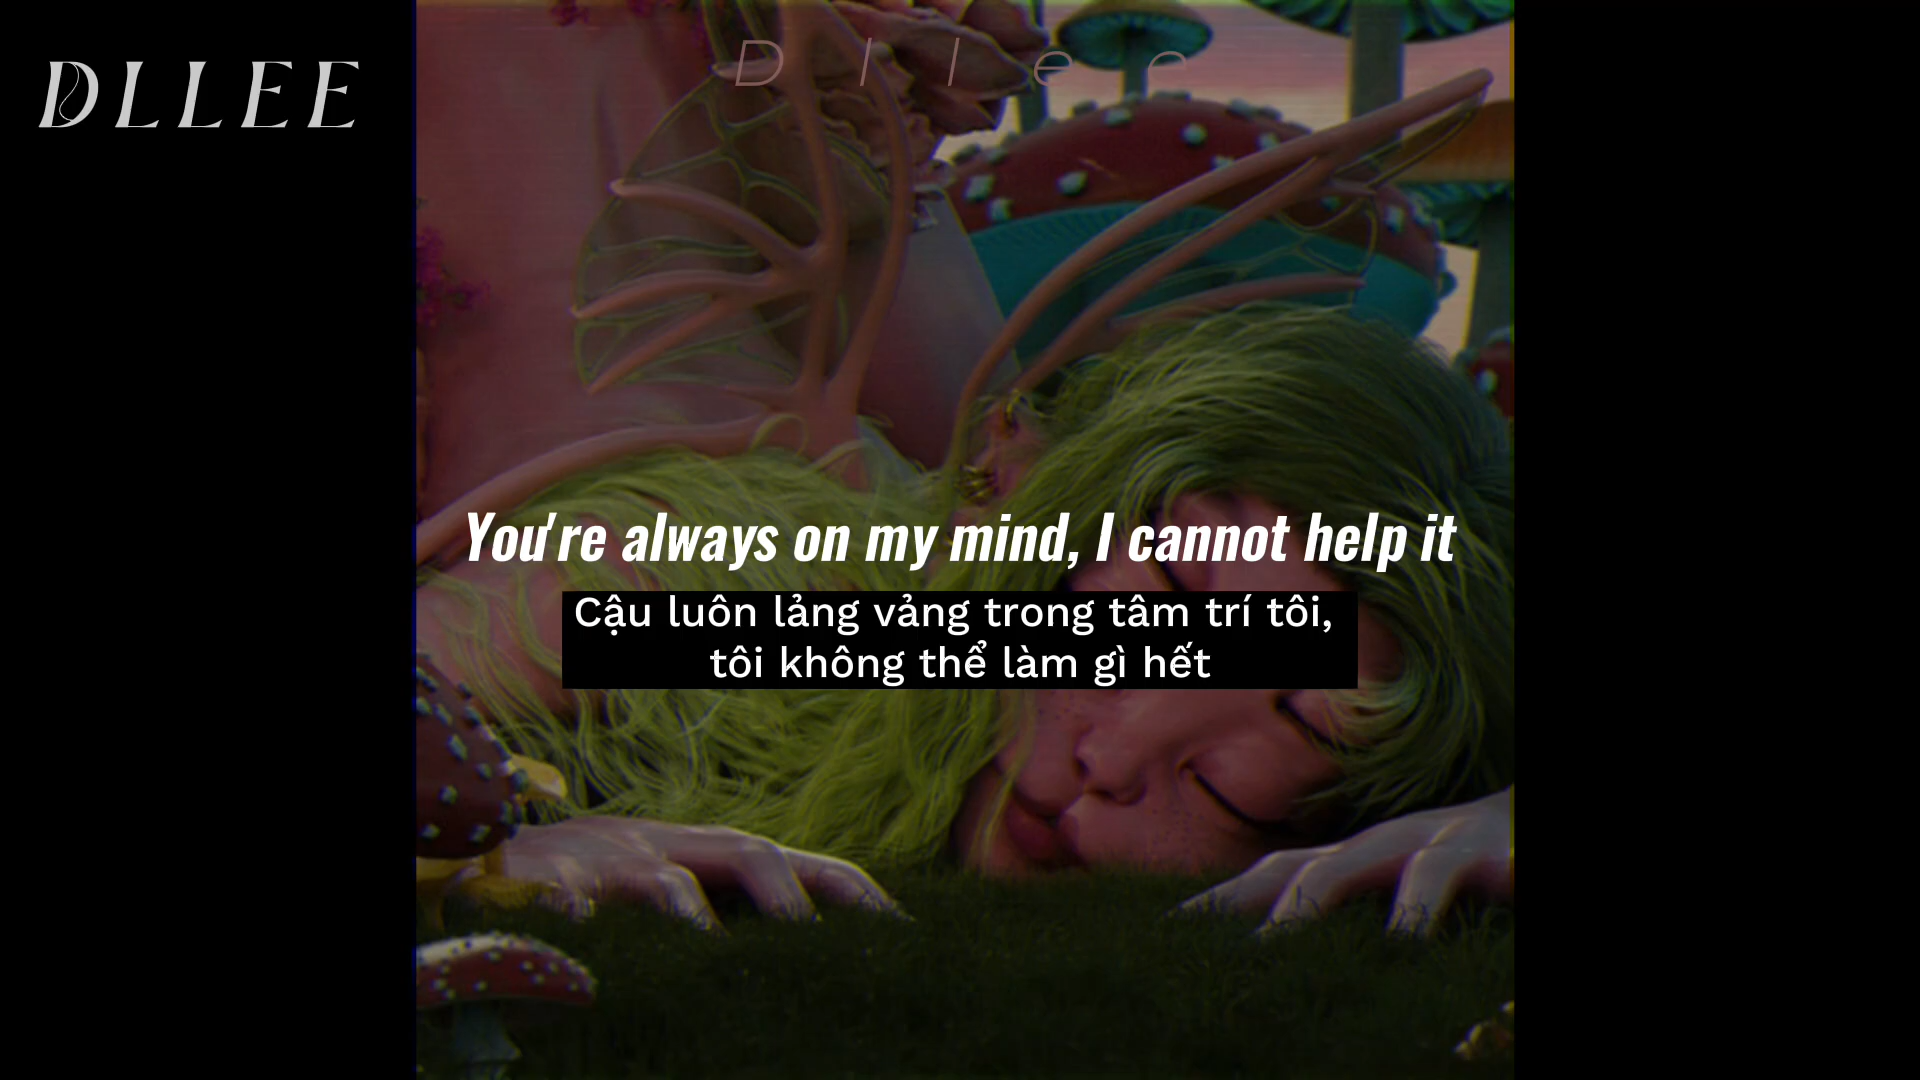 DLLEE
Dllee
You're always on my mind, I cannot help it
Cậu luôn lảng vảng trong tâm trí tôi,
tôi không thể làm gì hết